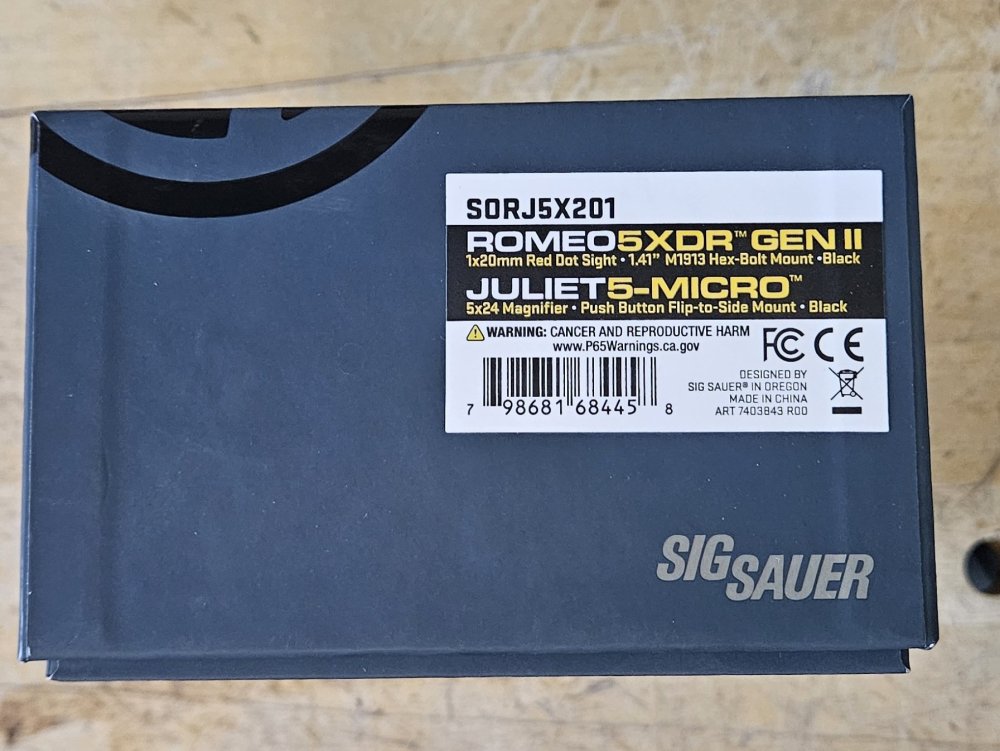 SORJ5X201
ROMEO5XDR™ GEN II
1x20mm Red Dot Sight • 1.41” M1913 Hex-Bolt Mount •Black
JULIET5-MICRO™
5x24 Magnifier • Push Button Flip-to-Side Mount • Black
WARNING: CANCER AND REPRODUCTIVE HARM
www.P65Warnings.ca.gov
FC CE
DESIGNED BY
SIG SAUER® IN OREGON
MADE IN CHINA
ART 7403843 R00
7 98681 68445 8
SIG SAUER